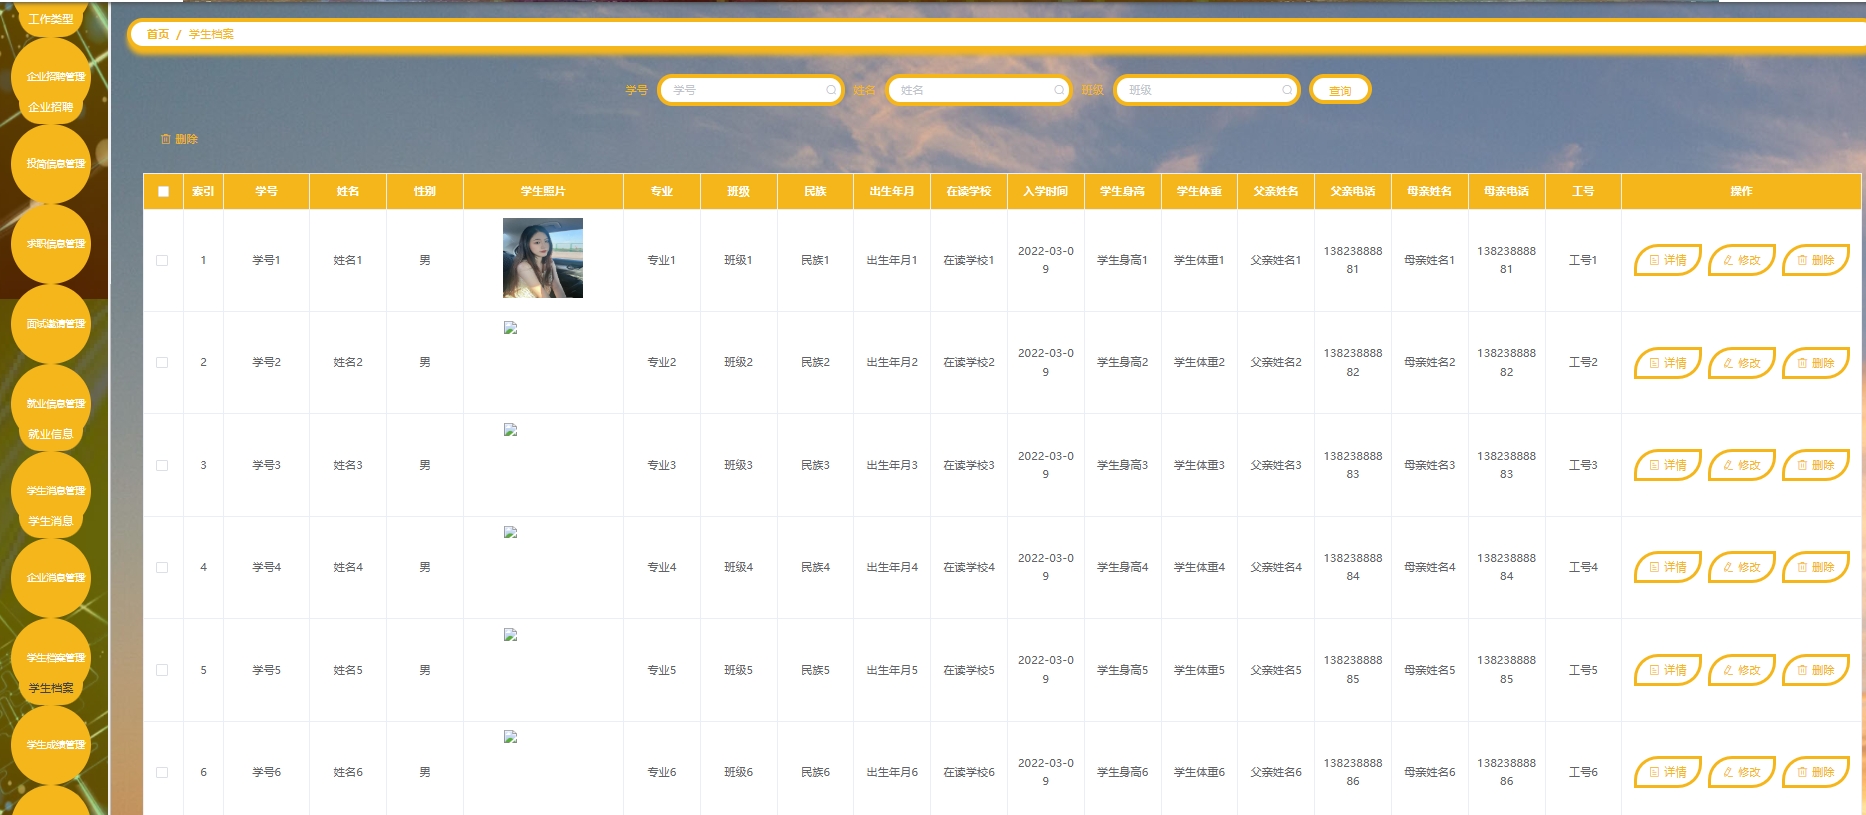 工作类型
企业招聘管理
企业招聘
投简信息管理
求职信息管理
面试邀请管理
就业信息管理
就业信息
学生消息管理
学生消息
企业消息管理
学生档案管理
学生档案
学生成绩管理
首页 / 学生档案
学号 学号 姓名 姓名 班级 班级 查询
删除
索引 学号 姓名 性别 学生照片 专业 班级 民族 出生年月 在读学校 入学时间 学生身高 学生体重 父亲姓名 父亲电话 母亲姓名 母亲电话 工号 操作
1 学号1 姓名1 男 专业1 班级1 民族1 出生年月1 在读学校1 2022-03-09 学生身高1 学生体重1 父亲姓名1 13823888881 母亲姓名1 13823888881 工号1 详情 修改 删除
2 学号2 姓名2 男 专业2 班级2 民族2 出生年月2 在读学校2 2022-03-09 学生身高2 学生体重2 父亲姓名2 13823888882 母亲姓名2 13823888882 工号2 详情 修改 删除
3 学号3 姓名3 男 专业3 班级3 民族3 出生年月3 在读学校3 2022-03-09 学生身高3 学生体重3 父亲姓名3 13823888883 母亲姓名3 13823888883 工号3 详情 修改 删除
4 学号4 姓名4 男 专业4 班级4 民族4 出生年月4 在读学校4 2022-03-09 学生身高4 学生体重4 父亲姓名4 13823888884 母亲姓名4 13823888884 工号4 详情 修改 删除
5 学号5 姓名5 男 专业5 班级5 民族5 出生年月5 在读学校5 2022-03-09 学生身高5 学生体重5 父亲姓名5 13823888885 母亲姓名5 13823888885 工号5 详情 修改 删除
6 学号6 姓名6 男 专业6 班级6 民族6 出生年月6 在读学校6 2022-03-09 学生身高6 学生体重6 父亲姓名6 13823888886 母亲姓名6 13823888886 工号6 详情 修改 删除